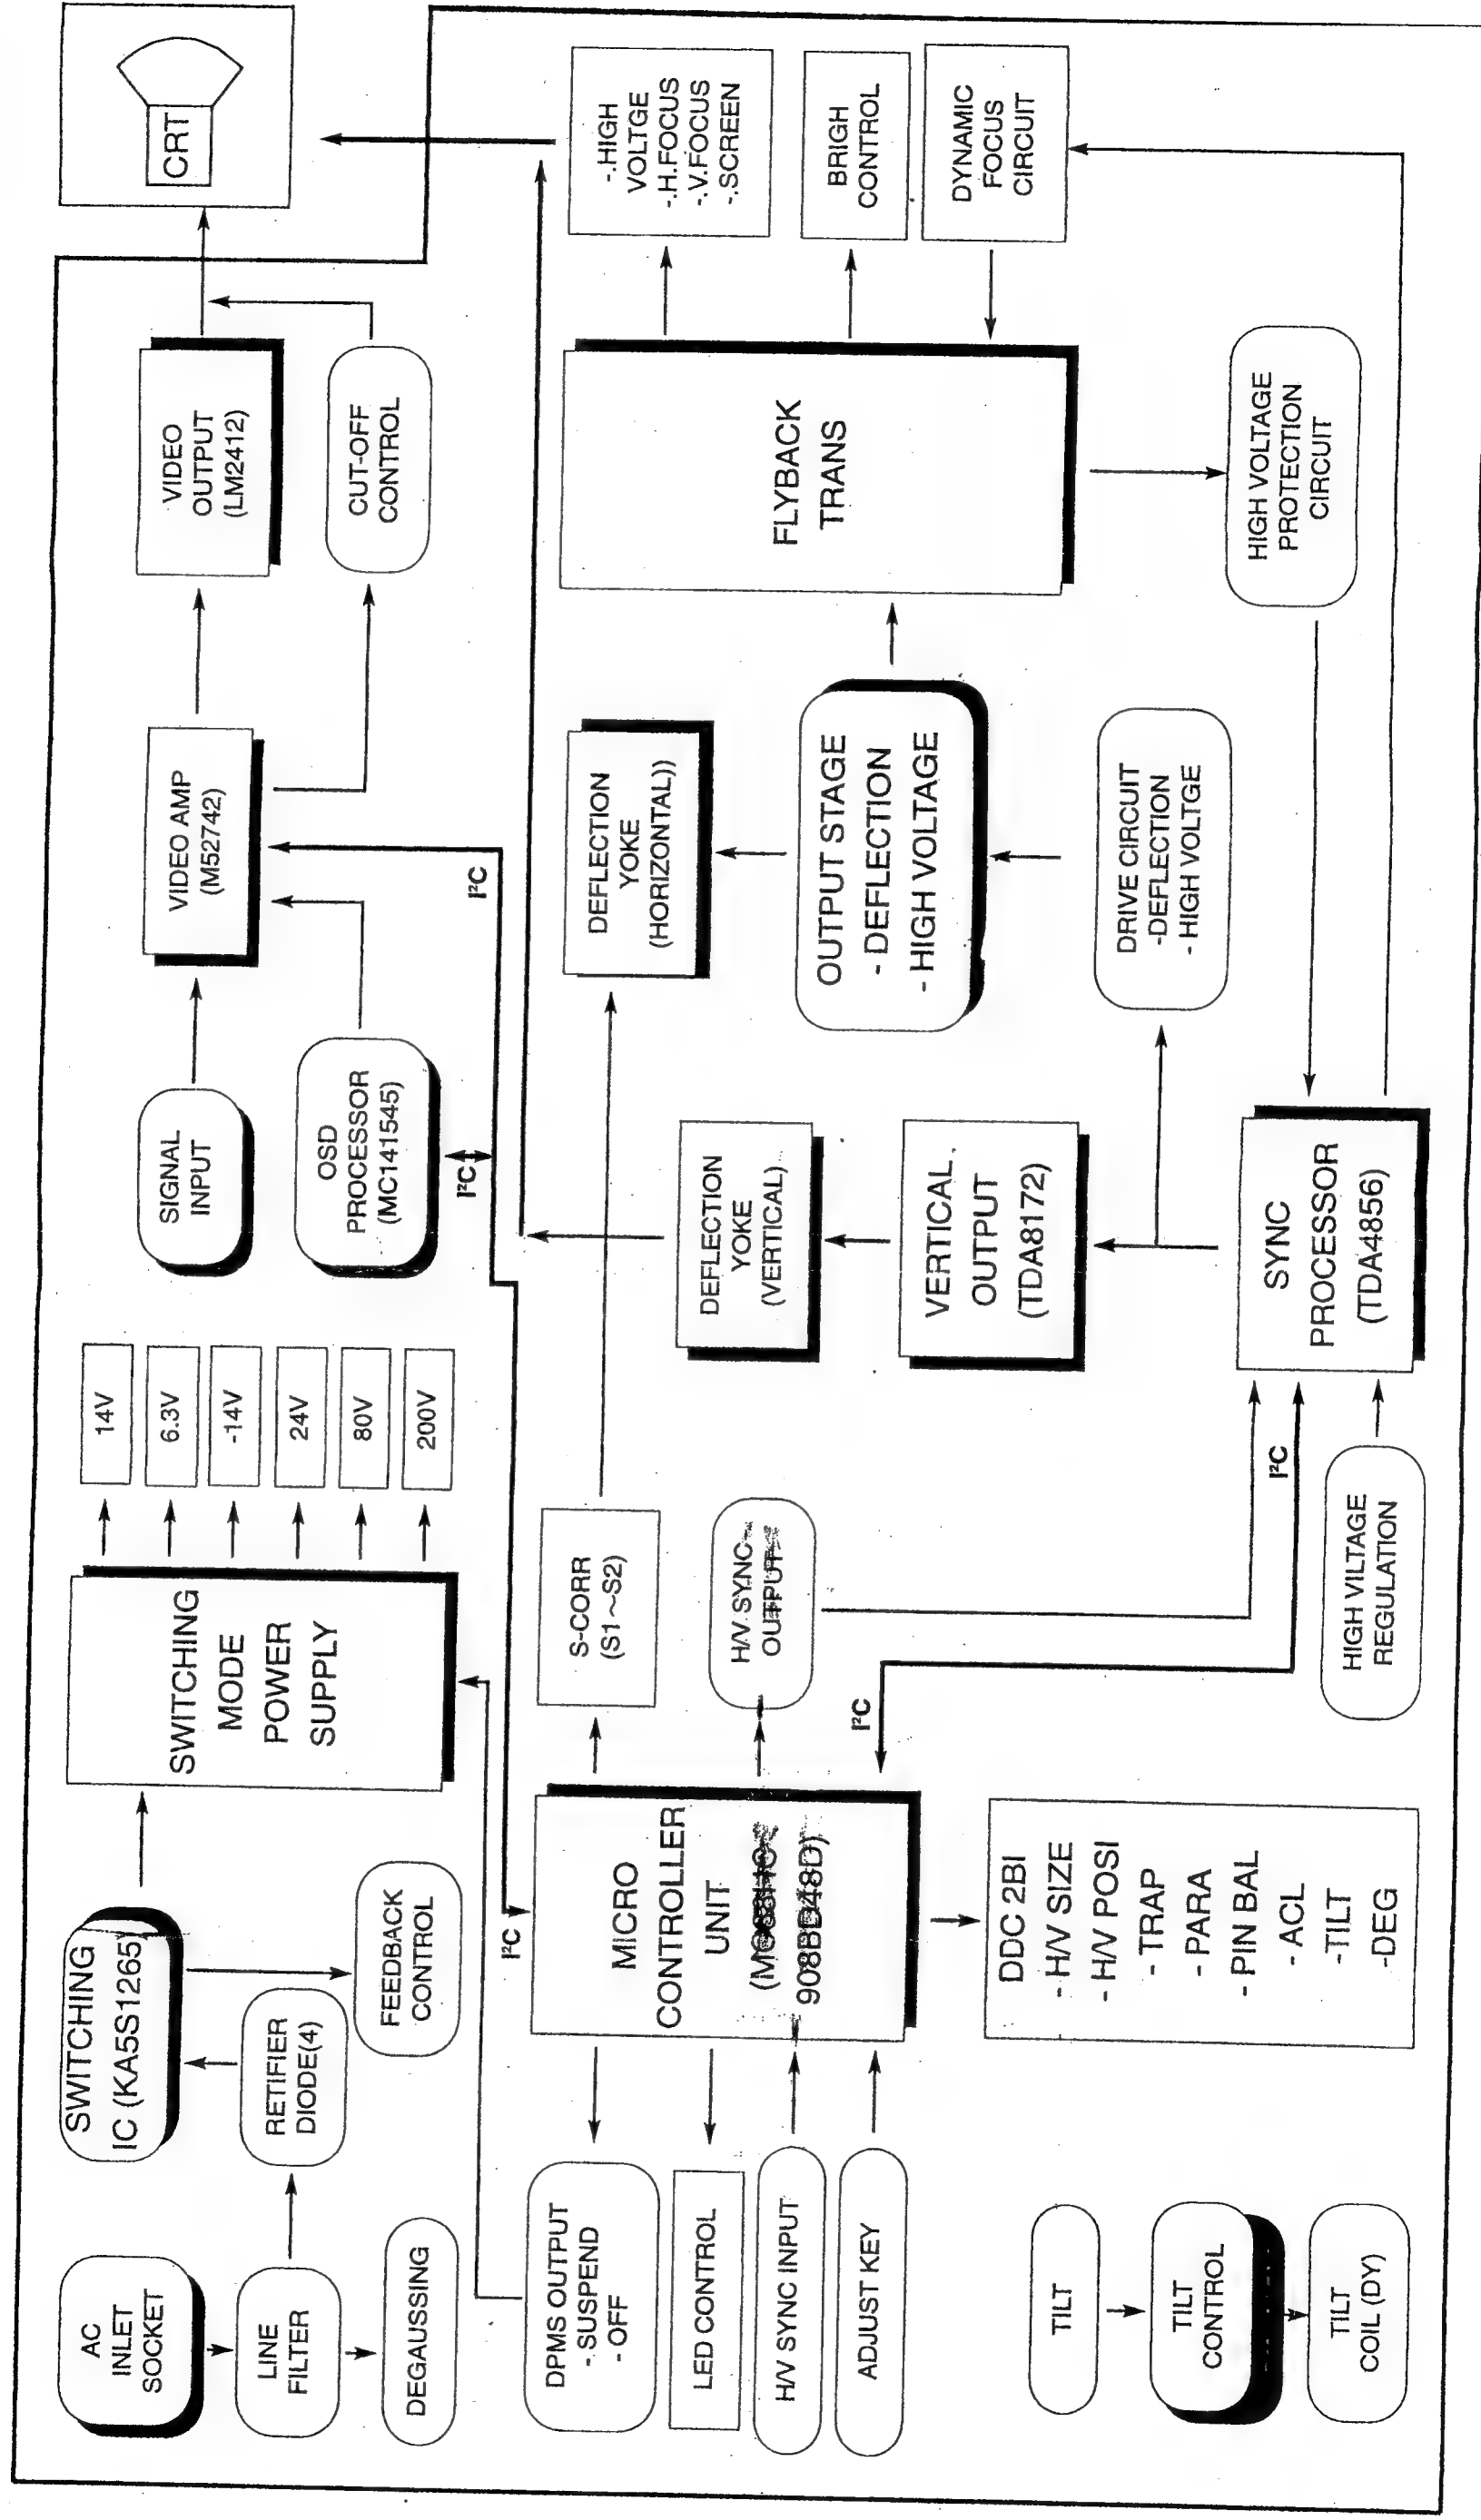 AC
INLET
SOCKET
LINE
FILTER
DEGAUSSING
SWITCHING
IC (KA5S1265)
RETIFIER
DIODE(4)
FEEDBACK
CONTROL
SWITCHING
MODE
POWER
SUPPLY
14V
6.3V
-14V
24V
80V
200V
SIGNAL
INPUT
OSD
PROCESSOR
(MC141545)
I²C
VIDEO AMP
(M52742)
I²C
VIDEO
OUTPUT
(LM2412)
CUT-OFF
CONTROL
CRT
DPMS OUTPUT
-.SUSPEND
- OFF
LED CONTROL
H/V SYNC INPUT
ADJUST KEY
I²C
MICRO
CONTROLLER
UNIT
908BD48D)
I²C
S-CORR
(S1~S2)
H/V SYNC
OUTPUT
DEFLECTION
YOKE
(VERTICAL)
VERTICAL
OUTPUT
(TDA8172)
DEFLECTION
YOKE
(HORIZONTAL))
OUTPUT STAGE
- DEFLECTION
- HIGH VOLTAGE
DRIVE CIRCUIT
-DEFLECTION
- HIGH VOLTGE
FLYBACK
TRANS
-.HIGH
VOLTGE
-.H.FOCUS
-.V.FOCUS
-.SCREEN
BRIGH
CONTROL
DYNAMIC
FOCUS
CIRCUIT
HIGH VOLTAGE
PROTECTION
CIRCUIT
SYNC
PROCESSOR
(TDA4856)
I²C
HIGH VILTAGE
REGULATION
DDC 2BI
- H/V SIZE
- H/V POSI
- TRAP
- PARA
- PIN BAL
- ACL
-TILT
-DEG
TILT
TILT
CONTROL
TILT
COIL (DY)